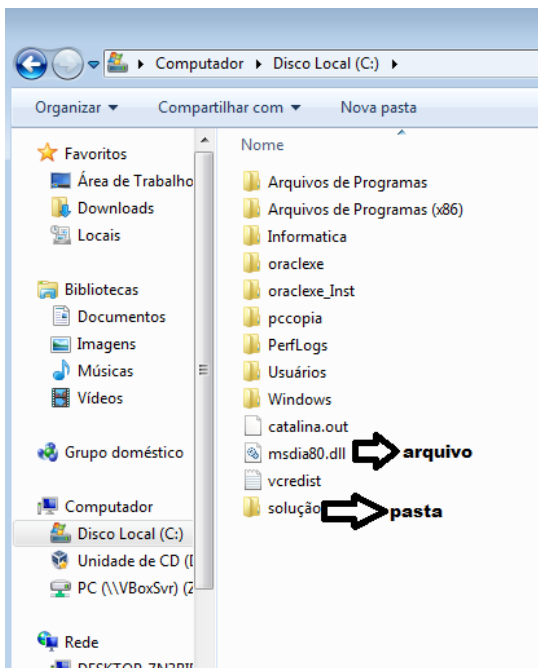 Computador ▸ Disco Local (C:) ▸
Organizar Compartilhar com Nova pasta
Favoritos
Área de Trabalho
Downloads
Locais
Bibliotecas
Documentos
Imagens
Músicas
Vídeos
Grupo doméstico
Computador
Disco Local (C:)
Unidade de CD (
PC (\\VBoxSvr) (Z
Rede
Nome
Arquivos de Programas
Arquivos de Programas (x86)
Informatica
oraclexe
oraclexe_Inst
pccopia
PerfLogs
Usuários
Windows
catalina.out
msdia80.dll arquivo
vcredist
solução pasta